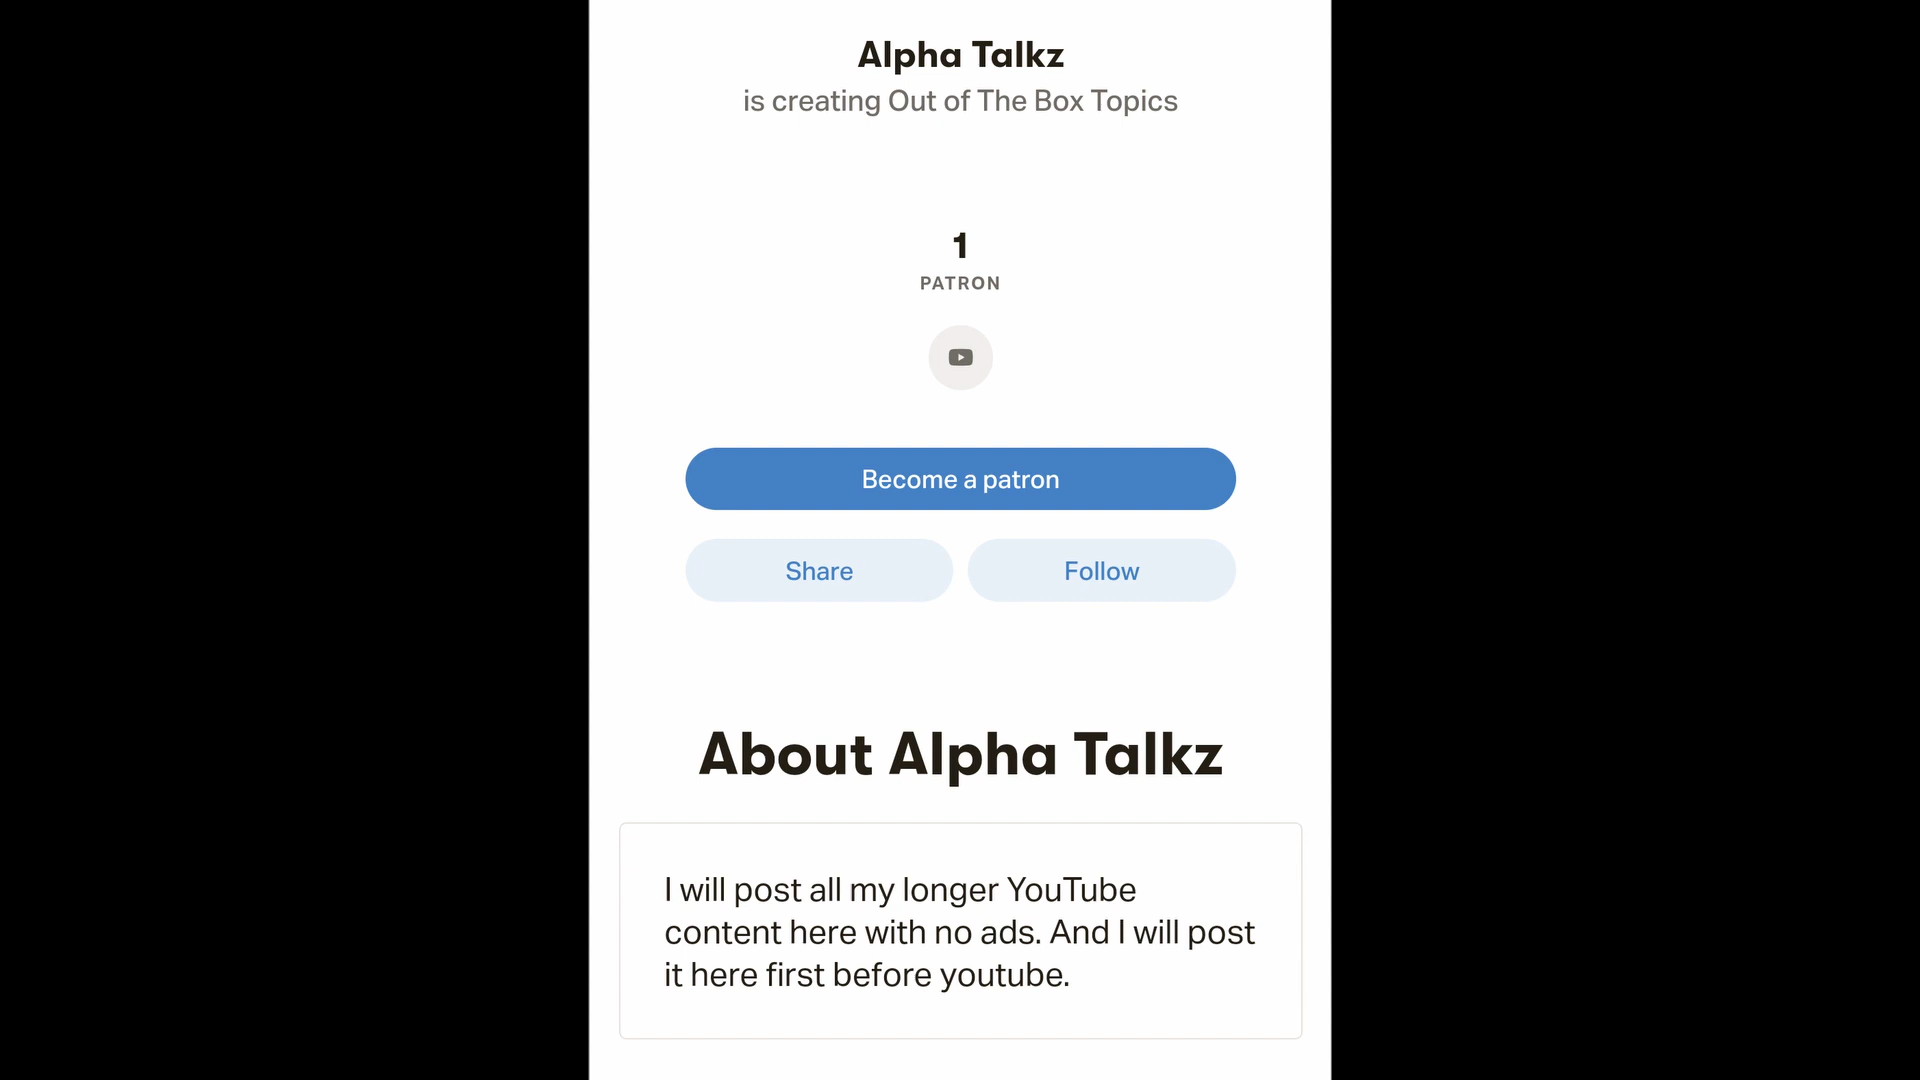 Alpha Talkz
is creating Out of The Box Topics
1
PATRON
Become a patron
Share
Follow
About Alpha Talkz
I will post all my longer YouTube
content here with no ads. And I will post
it here first before youtube.